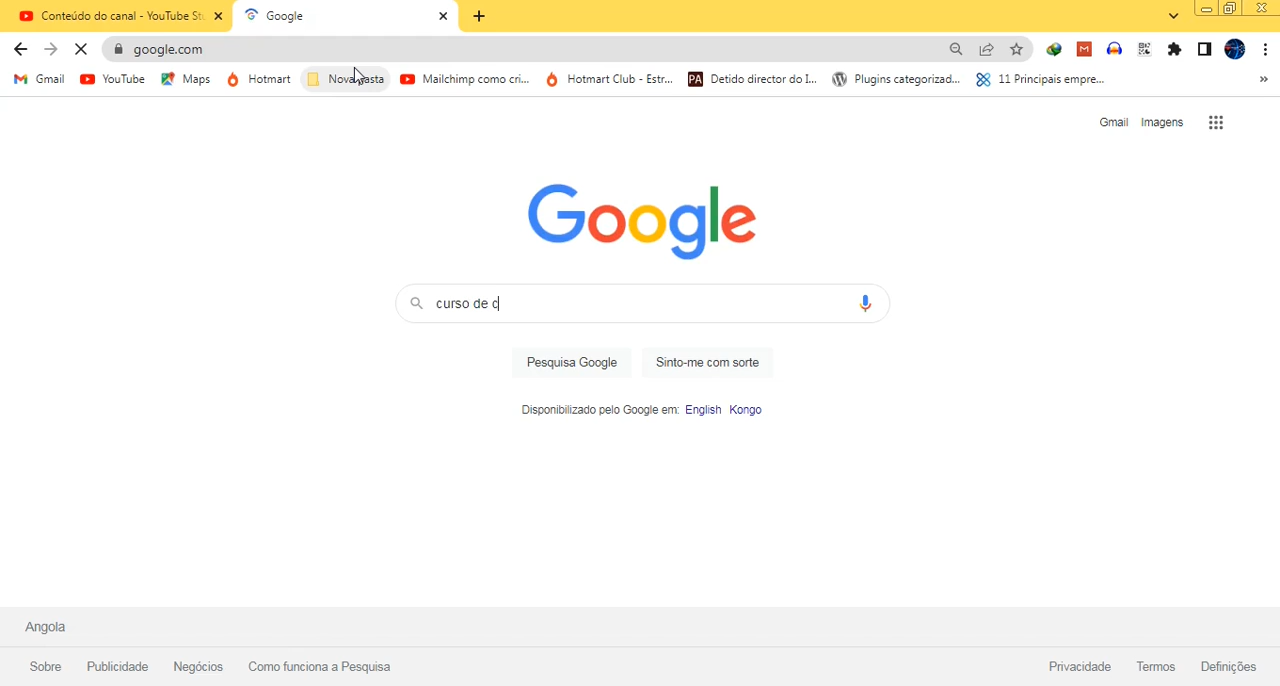 Conteúdo do canal - YouTube Stu
Google
google.com
Gmail
YouTube
Maps
Hotmart
Nova pasta
Mailchimp como cri...
Hotmart Club - Estr...
PA
Detido director do I...
Plugins categorizad...
11 Principais empre...
»
Gmail Imagens
Google
curso de c
Pesquisa Google
Sinto-me com sorte
Disponibilizado pelo Google em: English Kongo
Angola
Sobre Publicidade Negócios Como funciona a Pesquisa
Privacidade Termos Definições